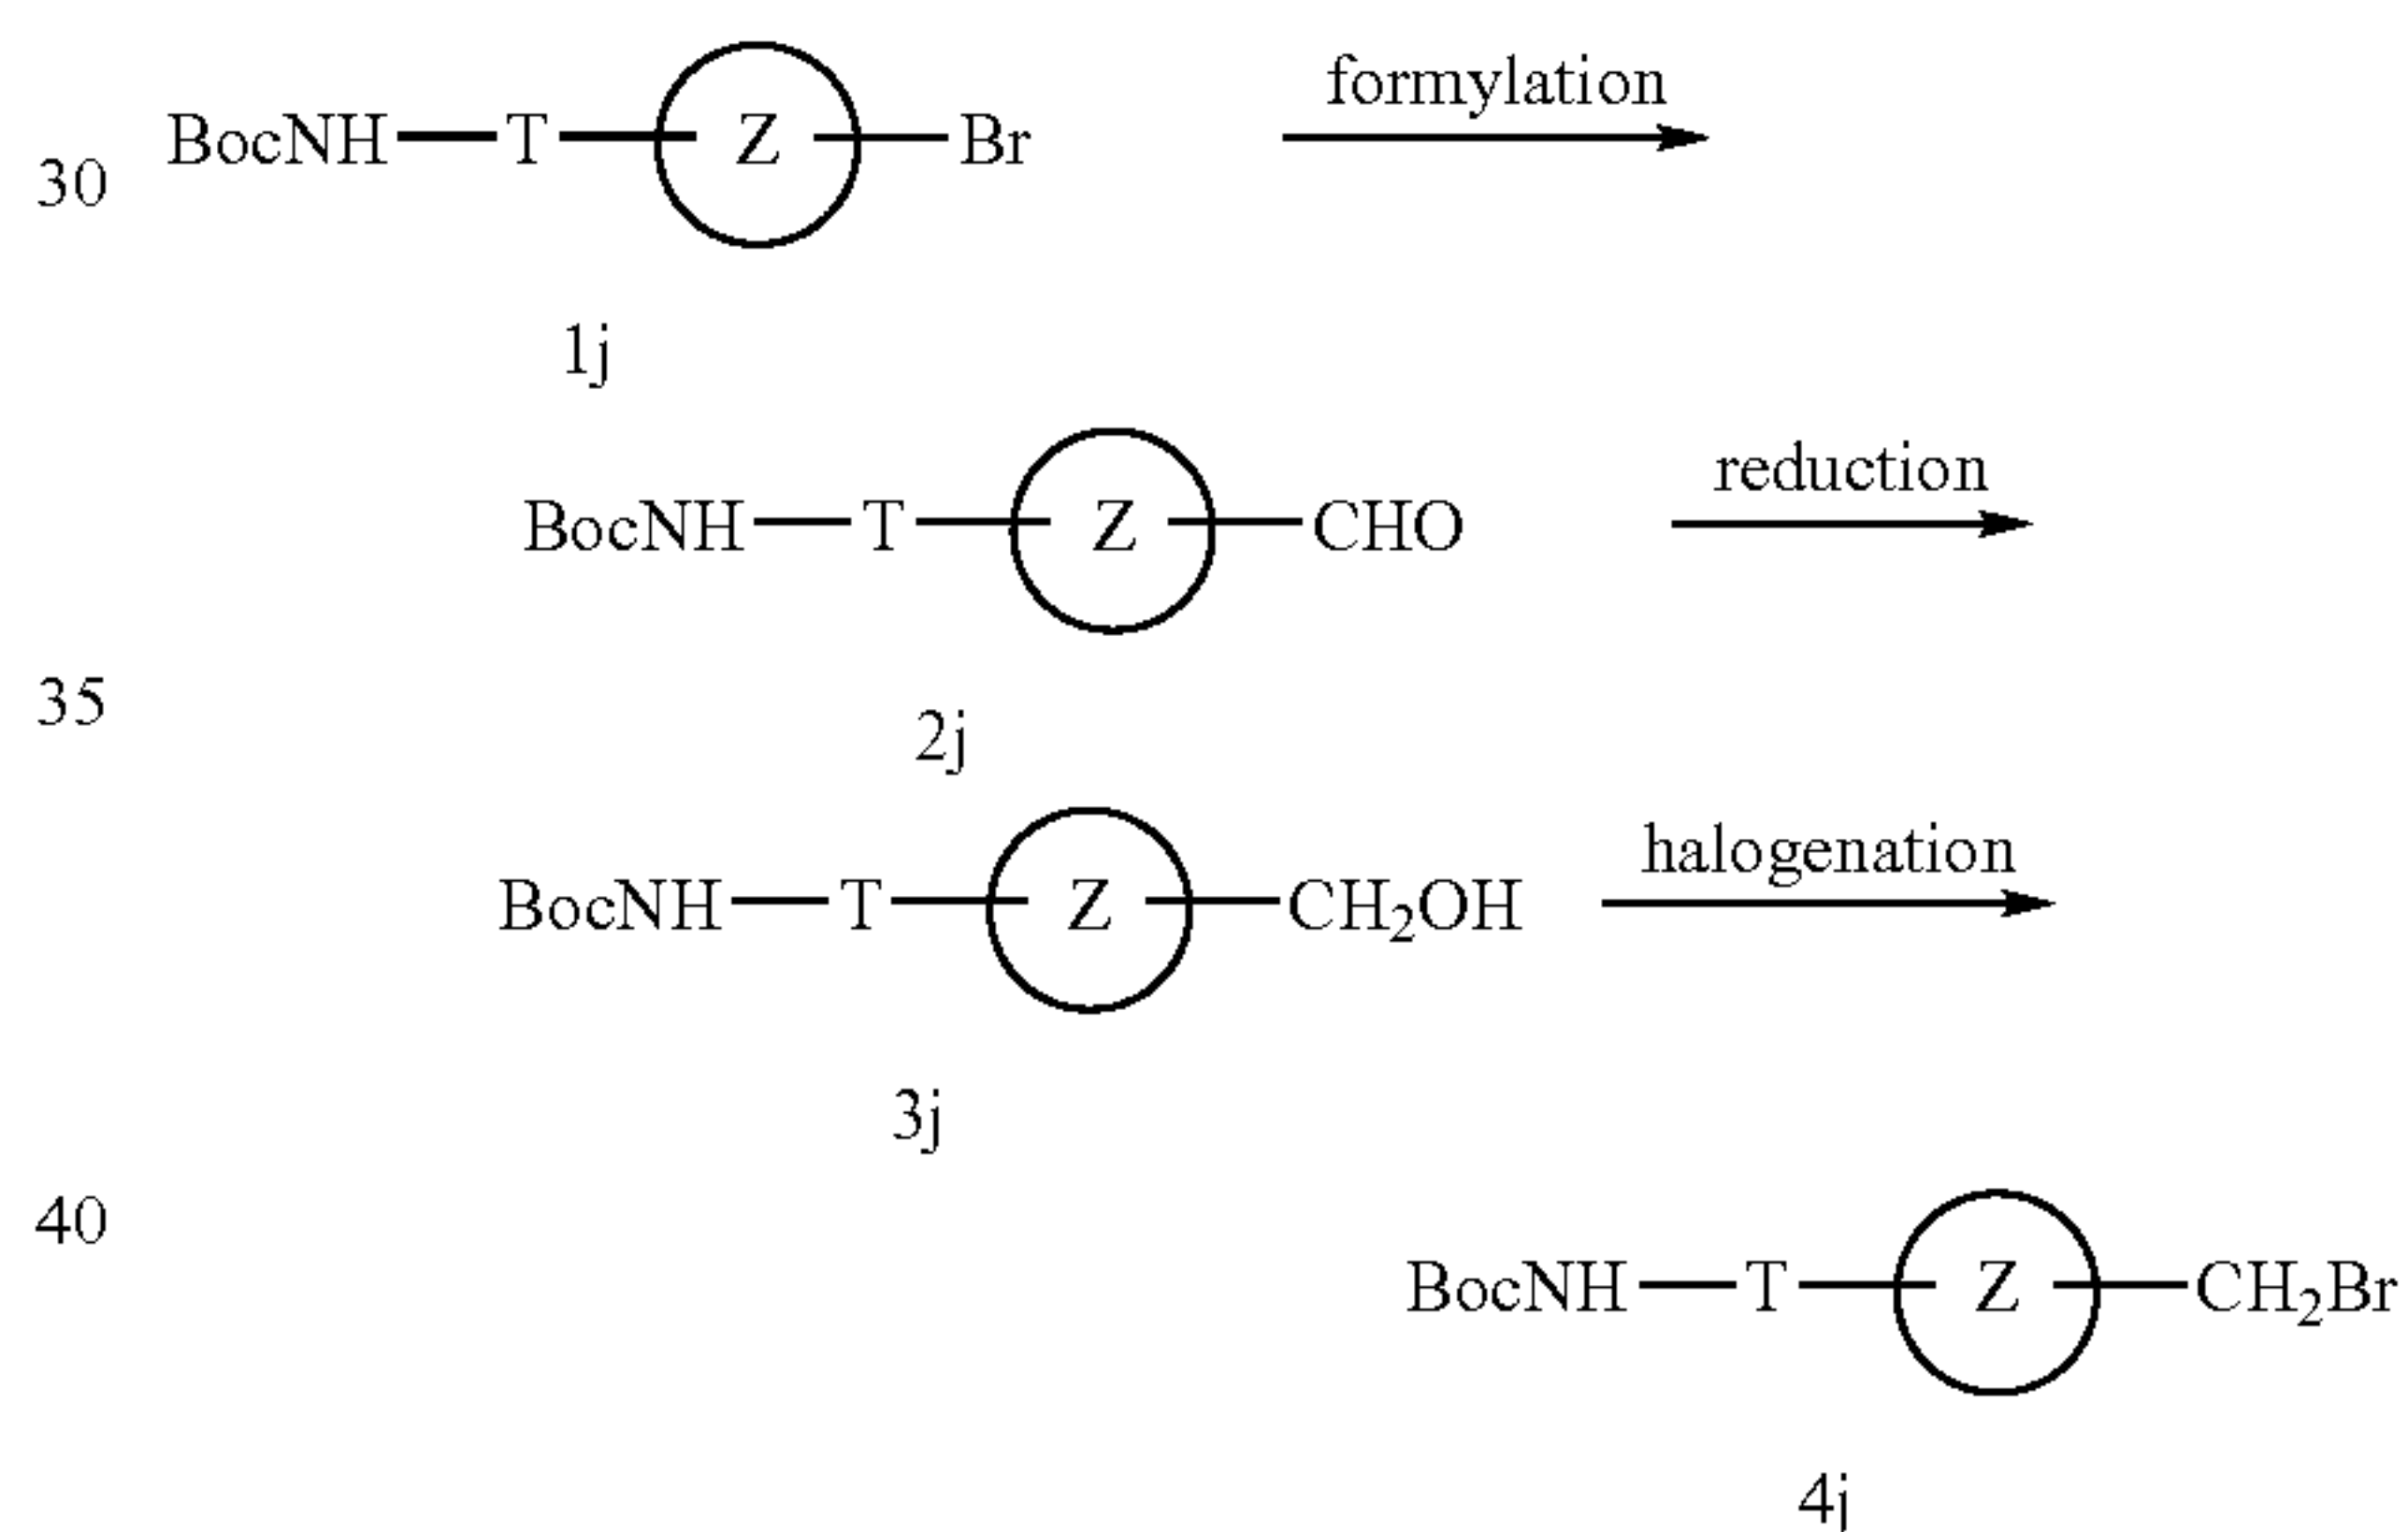 formylation
30 BocNH T Z Br
1j
reduction
BocNH T Z CHO
35
2j
halogenation
BocNH T Z CH₂OH
3j
40
BocNH T Z CH₂Br
4j